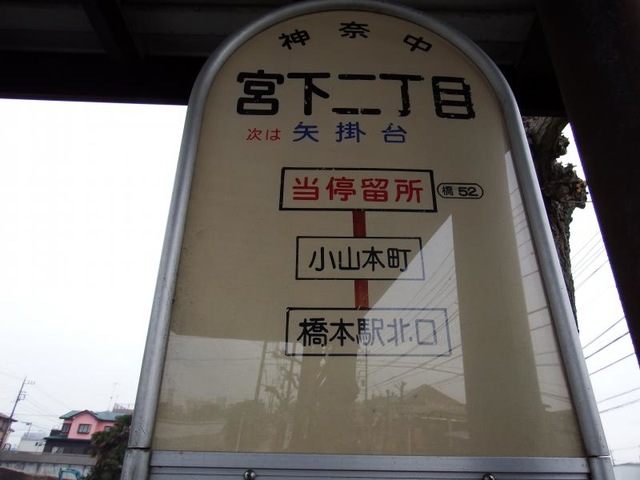 神奈中
宮下二丁目
次は 矢掛台
当停留所 橋52
小山本町
橋本駅北口